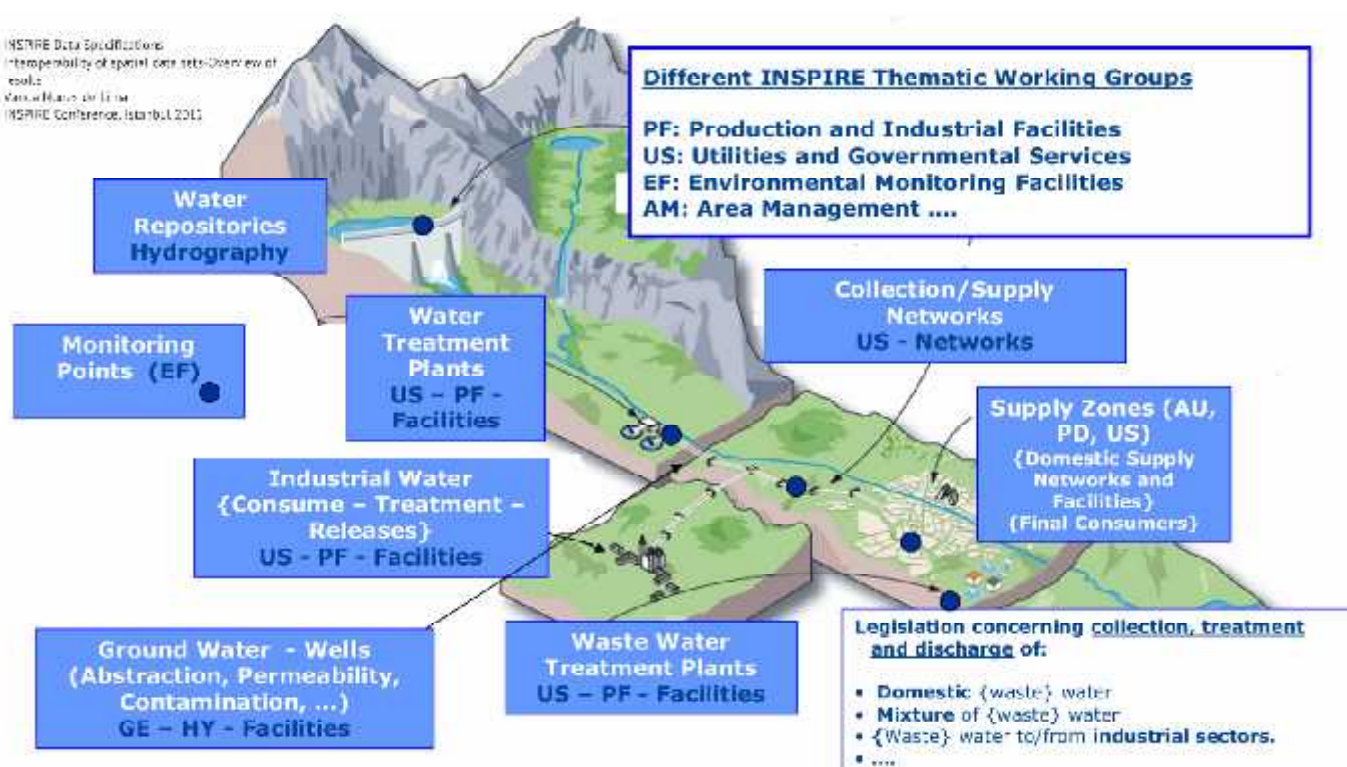 INSPIRE Data Specifications
Interoperability of spatial data sets-Overview of
results
INSPIRE Conference, Istanbul
Different INSPIRE Thematic Working Groups
PF: Production and Industrial Facilities
US: Utilities and Governmental Services
EF: Environmental Monitoring Facilities
AM: Area Management ....
Water
Repositories
Hydrography
Collection/Supply
Networks
US - Networks
Water
Treatment
Plants
US – PF -
Facilities
Monitoring
Points (EF)
Supply Zones (AU,
PD, US)
{Domestic Supply
Networks and
Facilities}
{Final Consumers}
Industrial Water
{Consume – Treatment –
Releases}
US - PF - Facilities
Ground Water - Wells
(Abstraction, Permeability,
Contamination, ...)
GE – HY - Facilities
Waste Water
Treatment Plants
US – PF - Facilities
Legislation concerning collection, treatment
and discharge of:
• Domestic {waste} water
• Mixture of {waste} water
• {Waste} water to/from industrial sectors.
• ....